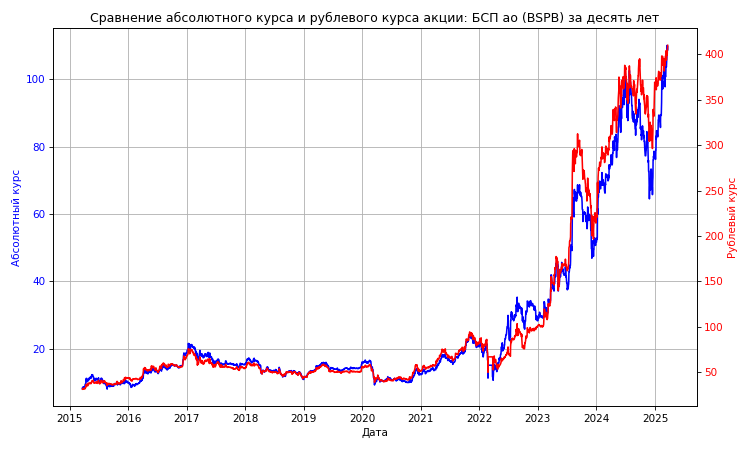 Сравнение абсолютного курса и рублевого курса акции: БСП ао (BSPB) за десять лет
Абсолютный курс
100
80
60
40
20
400
350
300
250
200
150
100
50
Рублевый курс
2015 2016 2017 2018 2019 2020 2021 2022 2023 2024 2025
Дата